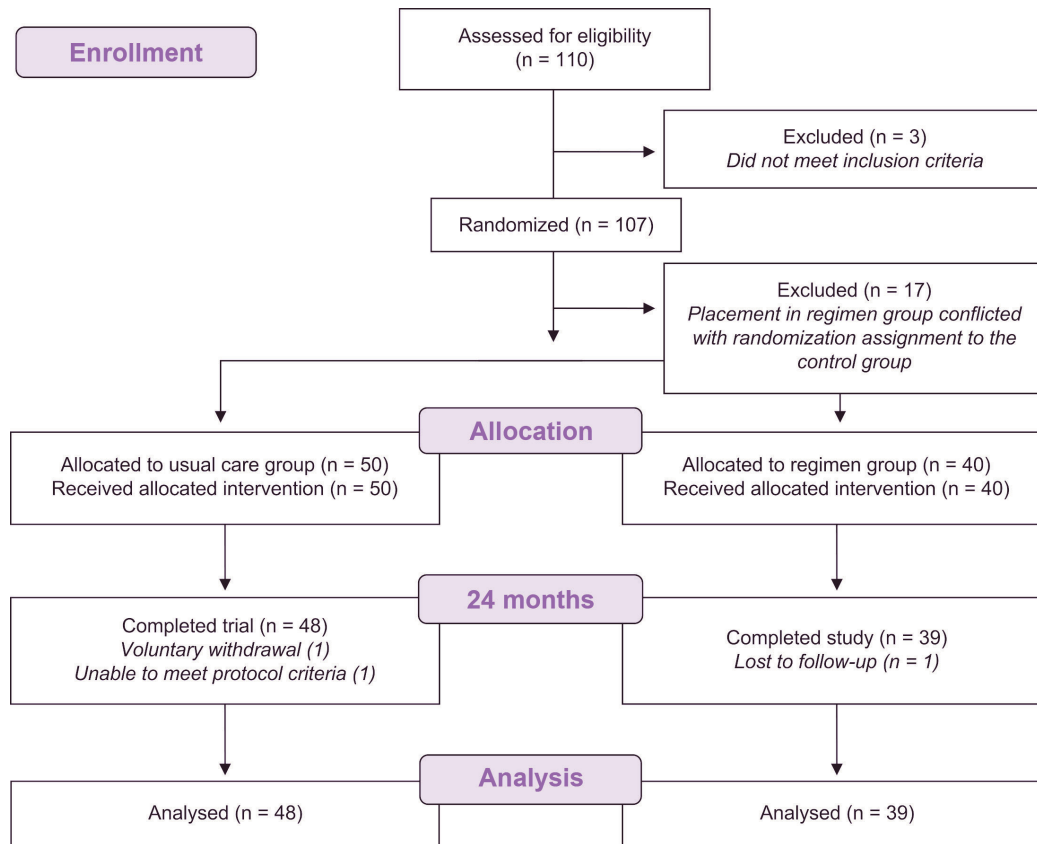 Enrollment
Assessed for eligibility
(n = 110)
Excluded (n = 3)
Did not meet inclusion criteria
Randomized (n = 107)
Excluded (n = 17)
Placement in regimen group conflicted
with randomization assignment to the
control group
Allocation
Allocated to usual care group (n = 50)
Received allocated intervention (n = 50)
Allocated to regimen group (n = 40)
Received allocated intervention (n = 40)
24 months
Completed trial (n = 48)
Voluntary withdrawal (1)
Unable to meet protocol criteria (1)
Completed study (n = 39)
Lost to follow-up (n = 1)
Analysis
Analysed (n = 48)
Analysed (n = 39)